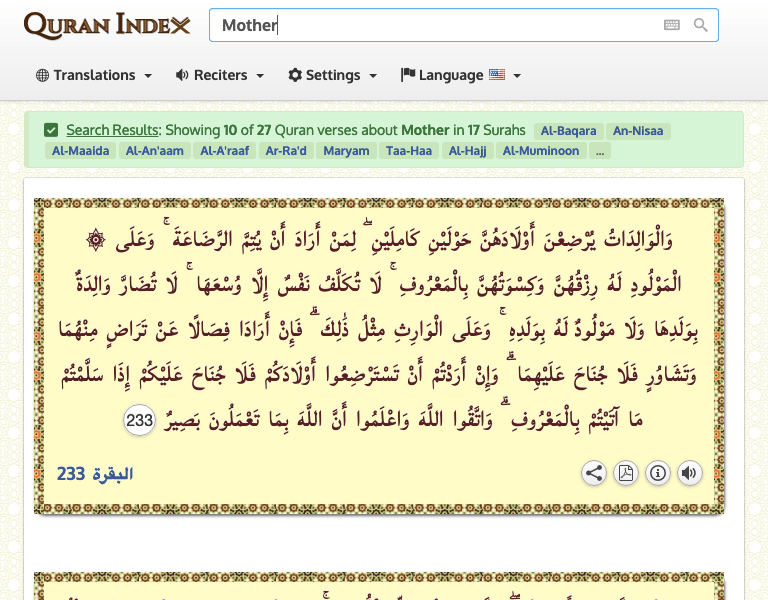 QURAN INDEX
Mother
Translations
Reciters
Settings
Language
Search Results: Showing 10 of 27 Quran verses about Mother in 17 Surahs Al-Baqara An-Nisaa
Al-Maaida Al-An'aam Al-A'raaf Ar-Ra'd Maryam Taa-Haa Al-Hajj Al-Muminoon ...
۞ وَالْوَالِدَاتُ يُرْضِعْنَ أَوْلَادَهُنَّ حَوْلَيْنِ كَامِلَيْنِ ۖ لِمَنْ أَرَادَ أَنْ يُتِمَّ الرَّضَاعَةَ ۚ وَعَلَى
الْمَوْلُودِ لَهُ رِزْقُهُنَّ وَكِسْوَتُهُنَّ بِالْمَعْرُوفِ ۚ لَا تُكَلَّفُ نَفْسٌ إِلَّا وُسْعَهَا ۚ لَا تُضَارَّ وَالِدَةٌ
بِوَلَدِهَا وَلَا مَوْلُودٌ لَهُ بِوَلَدِهِ ۚ وَعَلَى الْوَارِثِ مِثْلُ ذَٰلِكَ ۗ فَإِنْ أَرَادَا فِصَالًا عَنْ تَرَاضٍ مِنْهُمَا
وَتَشَاوُرٍ فَلَا جُنَاحَ عَلَيْهِمَا ۗ وَإِنْ أَرَدْتُمْ أَنْ تَسْتَرْضِعُوا أَوْلَادَكُمْ فَلَا جُنَاحَ عَلَيْكُمْ إِذَا سَلَّمْتُمْ
مَا آتَيْتُمْ بِالْمَعْرُوفِ ۗ وَاتَّقُوا اللَّهَ وَاعْلَمُوا أَنَّ اللَّهَ بِمَا تَعْمَلُونَ بَصِيرٌ 233
البقرة 233